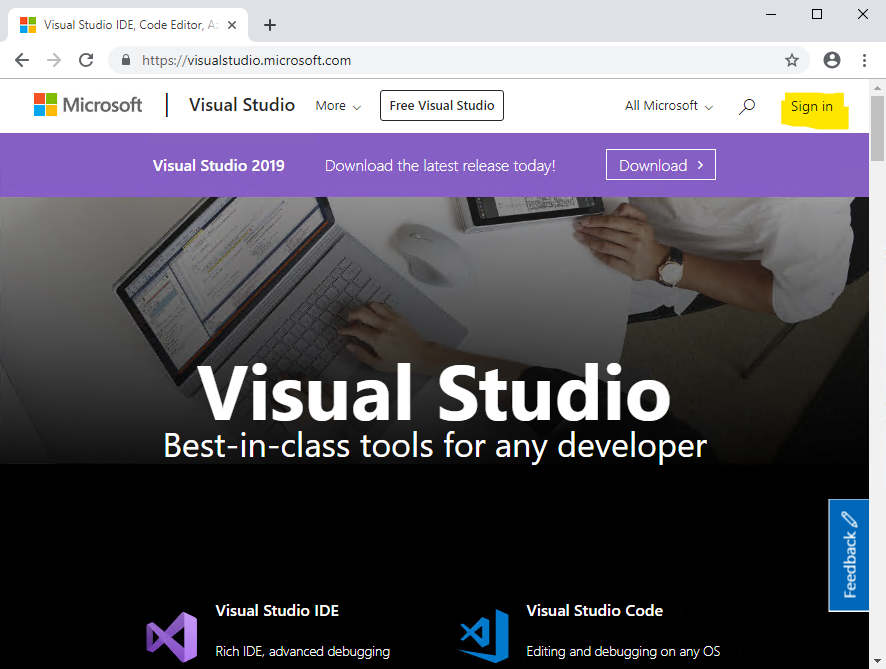 Visual Studio IDE, Code Editor, A
https://visualstudio.microsoft.com
Microsoft
Visual Studio
More
Free Visual Studio
All Microsoft
Sign in
Visual Studio 2019
Download the latest release today!
Download
Visual Studio
Best-in-class tools for any developer
Feedback
Visual Studio IDE
Rich IDE, advanced debugging
Visual Studio Code
Editing and debugging on any OS